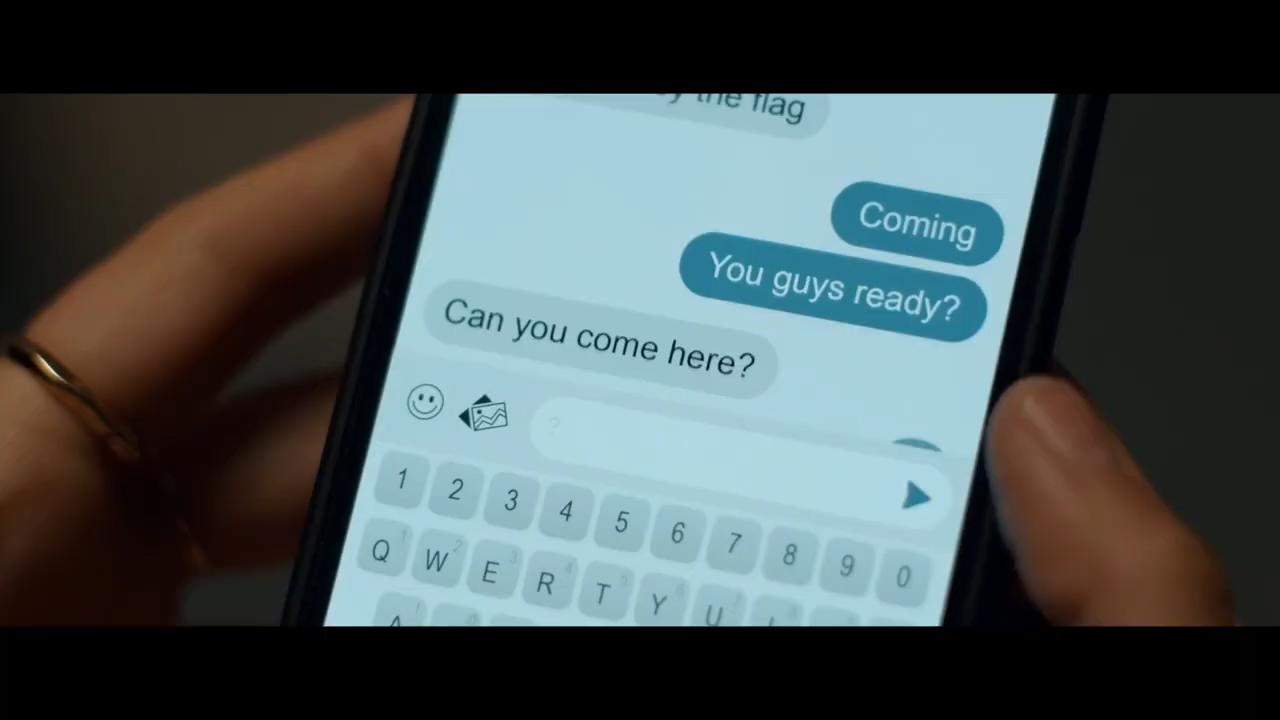 the flag
Coming
You guys ready?
Can you come here?
?
1 2 3 4 5 6 7 8 9 0
Q W E R T Y U